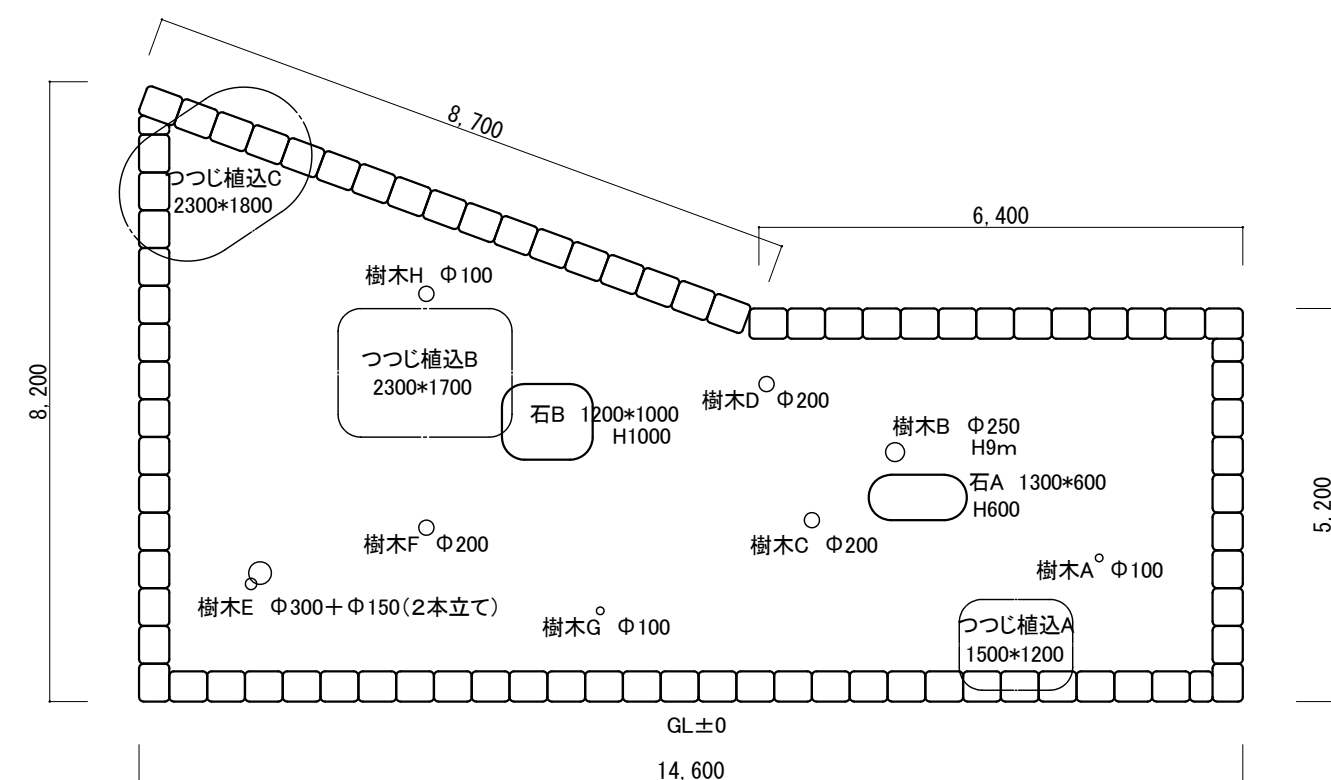 8,700
8,200
つつじ植込C
2300*1800
6,400
樹木H Φ100
つつじ植込B
2300*1700
石B 1200*1000
H1000
樹木D Φ200
樹木B Φ250
H9m
石A 1300*600
H600
5,200
樹木F Φ200
樹木C Φ200
樹木A Φ100
樹木E Φ300+Φ150(2本立て)
樹木G Φ100
つつじ植込A
1500*1200
GL±0
14,600